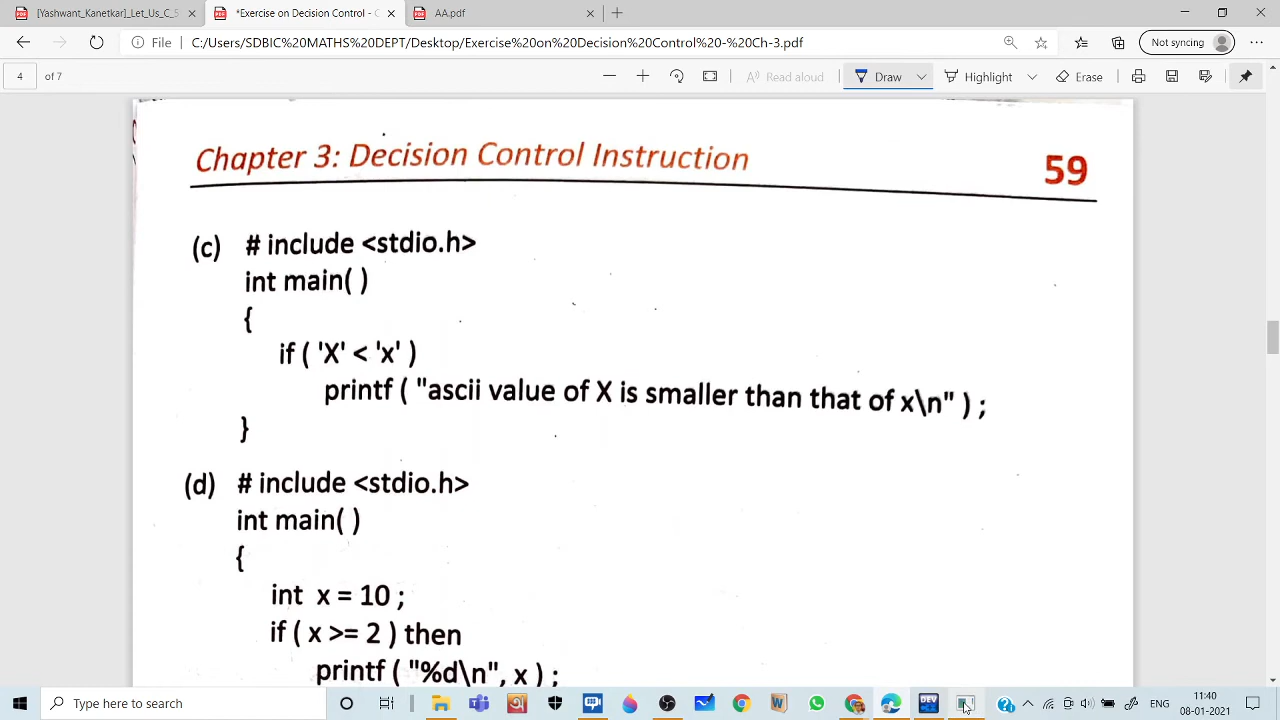 Yashwant_Kanetkar_Let_Us_C_5
*Exercise on Decision Control - C
AA.pdf
File
C:/Users/SDBIC%20MATHS%20DEPT/Desktop/Exercise%20on%20Decision%20Control%20-%20Ch-3.pdf
Not syncing
4 of 7
Read aloud
Draw
Highlight
Erase
Chapter 3: Decision Control Instruction 59
(c) # include <stdio.h>
int main( )
{
if ( 'X' < 'x' )
printf ( "ascii value of X is smaller than that of x\n" ) ;
}
(d) # include <stdio.h>
int main( )
{
int x = 10 ;
if ( x >= 2 ) then
printf ( "%d\n", x ) ;
Type here to search
DEV
ENG
11:40
08-01-2021